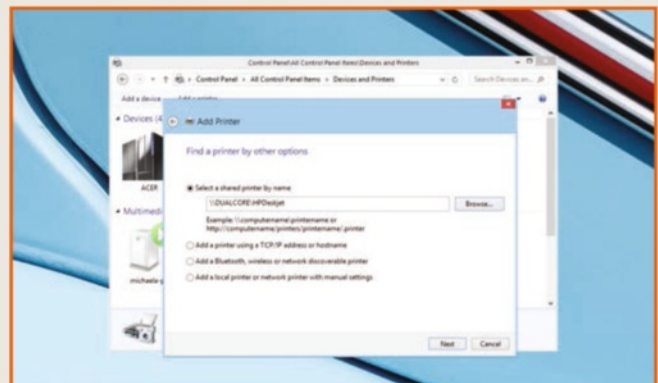 Control Panel\All Control Panel Items\Devices and Printers
Control Panel › All Control Panel Items › Devices and Printers
Search Devices an...
Add a device
Devices (4
Add Printer
Find a printer by other options
ACER
Select a shared printer by name
\\DUALCORE\HPDeskjet
Browse...
Multimedi
Example: \\computername\printername or
http://computername/printers/printername/.printer
Add a printer using a TCP/IP address or hostname
Add a Bluetooth, wireless or network discoverable printer
Add a local printer or network printer with manual settings
Next
Cancel